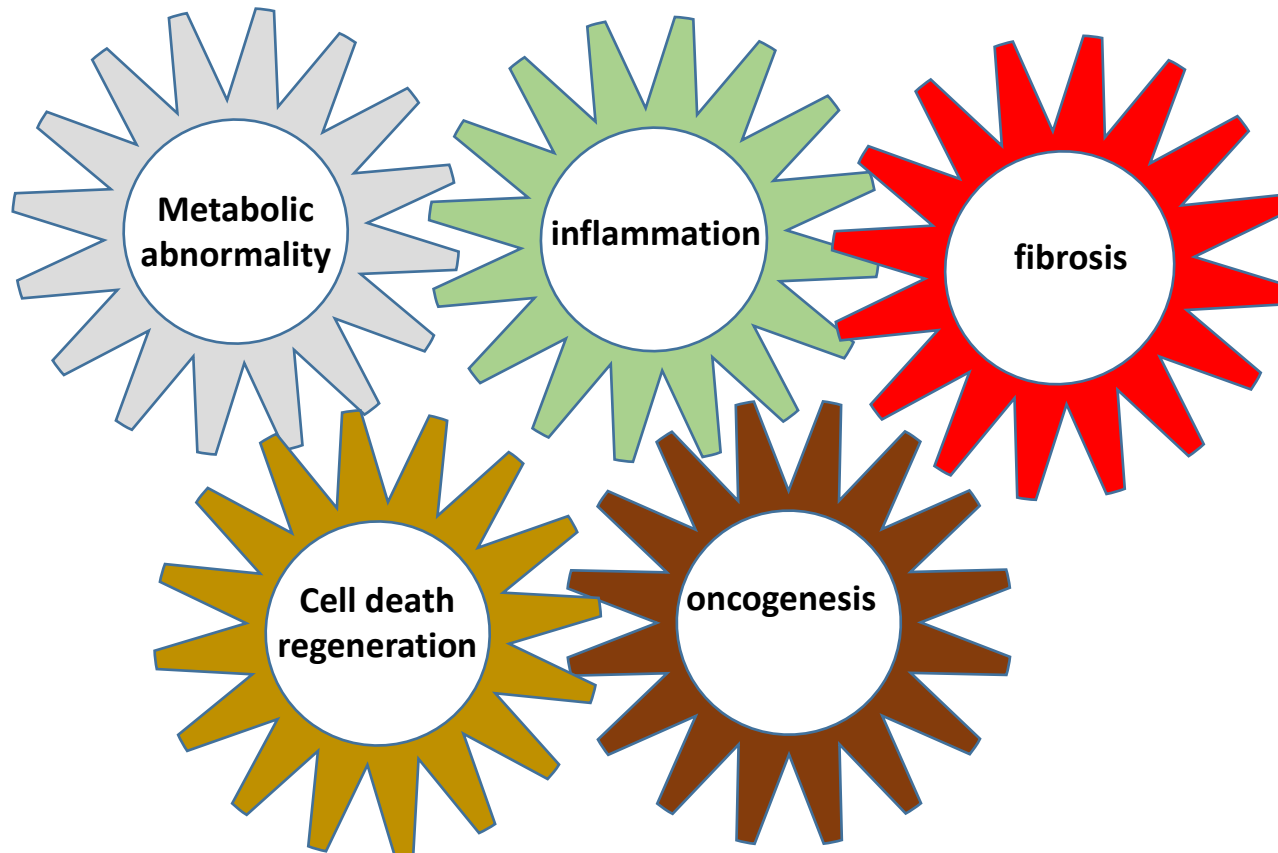 Metabolic
abnormality
inflammation
fibrosis
Cell death
regeneration
oncogenesis